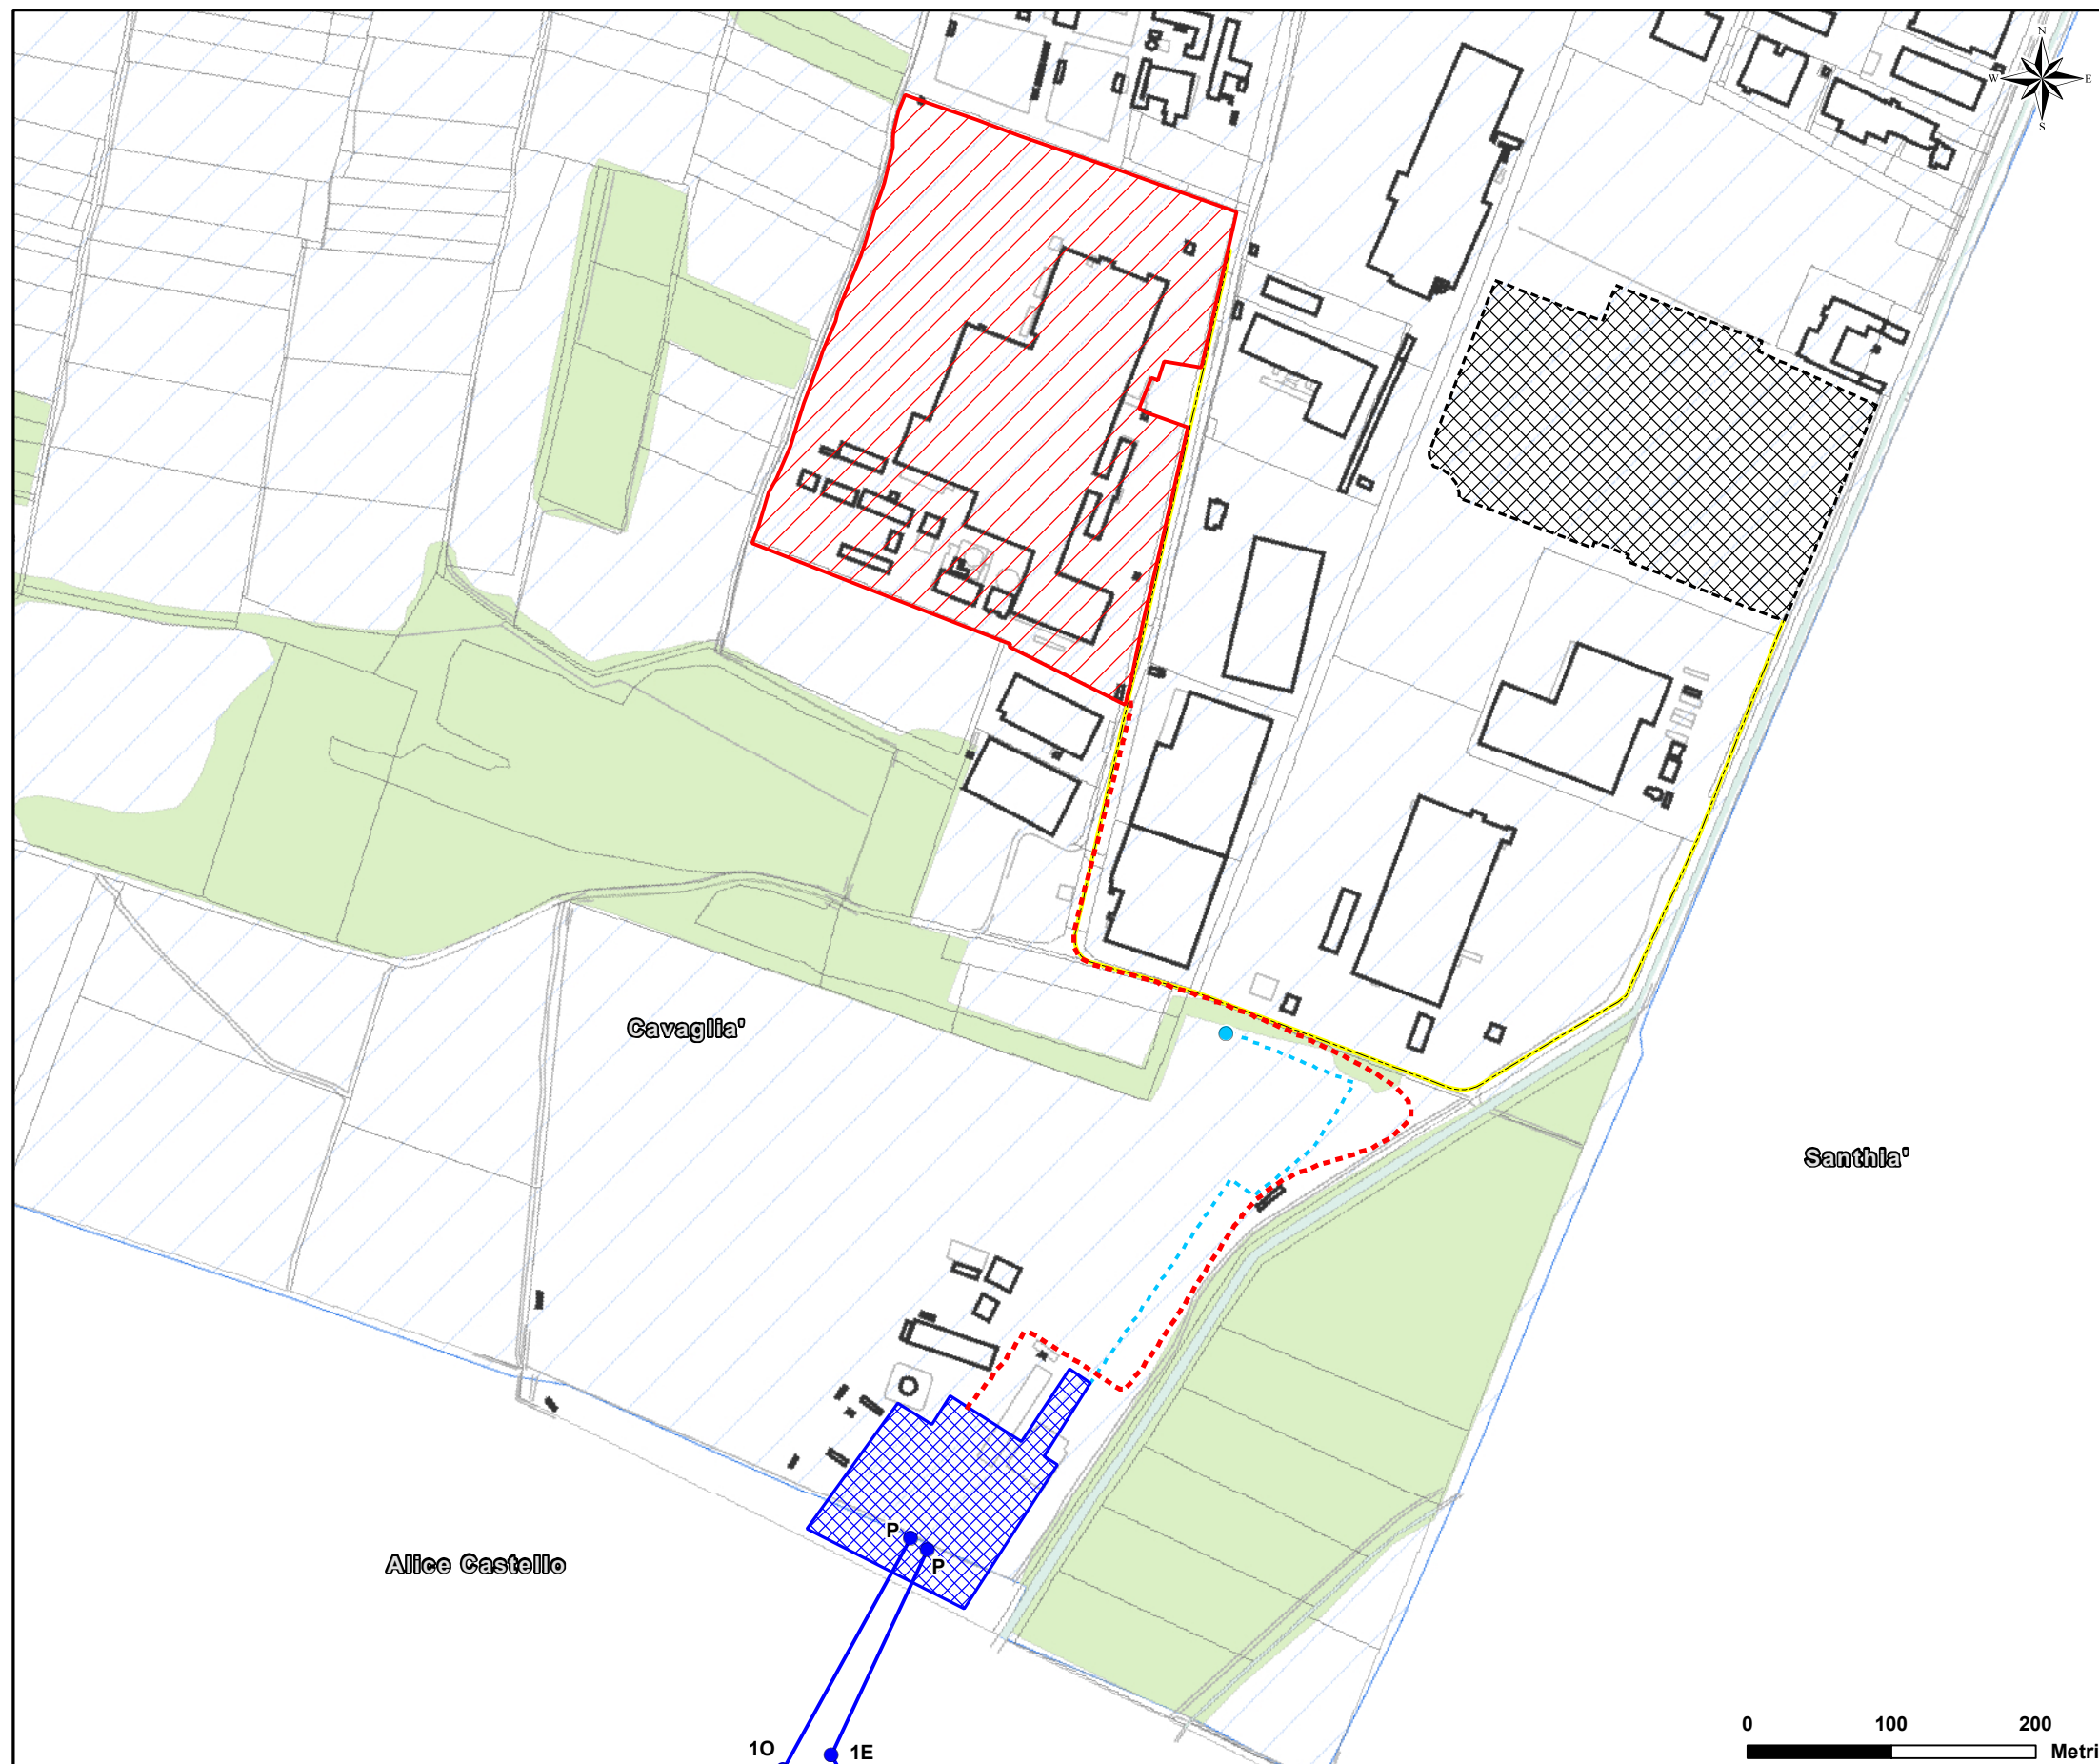 N
W E
S
Cavaglia'
Santhia'
Alice Castello
P
P
1O
1E
0 100 200
Metri